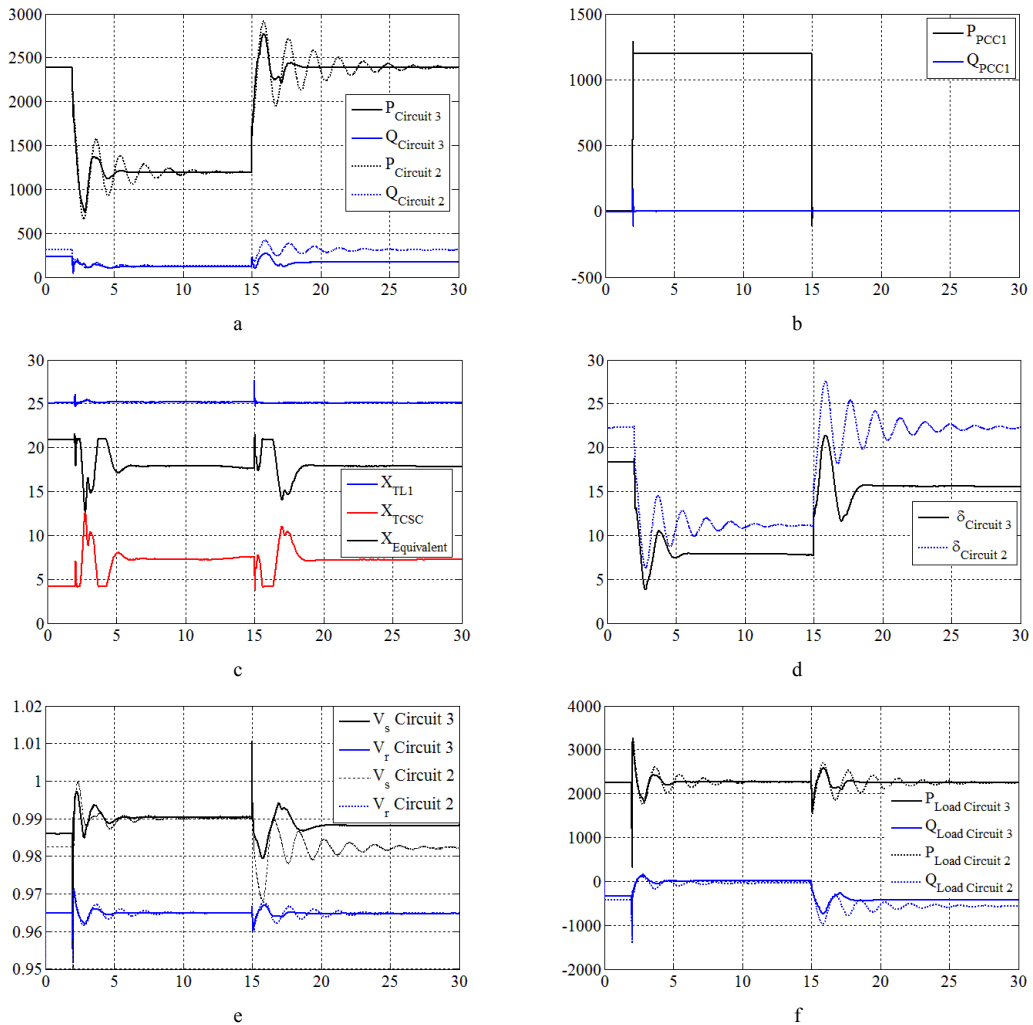 3000
2500
2000
1500
1000
500
0
0 5 10 15 20 25 30
P Circuit 3
Q Circuit 3
P Circuit 2
Q Circuit 2
a
1500
1000
500
0
-500
0 5 10 15 20 25 30
P PCC1
Q PCC1
b
30
25
20
15
10
5
0
0 5 10 15 20 25 30
X TL1
X TCSC
X Equivalent
c
30
25
20
15
10
5
0
0 5 10 15 20 25 30
δ Circuit 3
δ Circuit 2
d
1.02
1.01
1
0.99
0.98
0.97
0.96
0.95
0 5 10 15 20 25 30
V s Circuit 3
V r Circuit 3
V s Circuit 2
V r Circuit 2
e
4000
3000
2000
1000
0
-1000
-2000
0 5 10 15 20 25 30
P Load Circuit 3
Q Load Circuit 3
P Load Circuit 2
Q Load Circuit 2
f